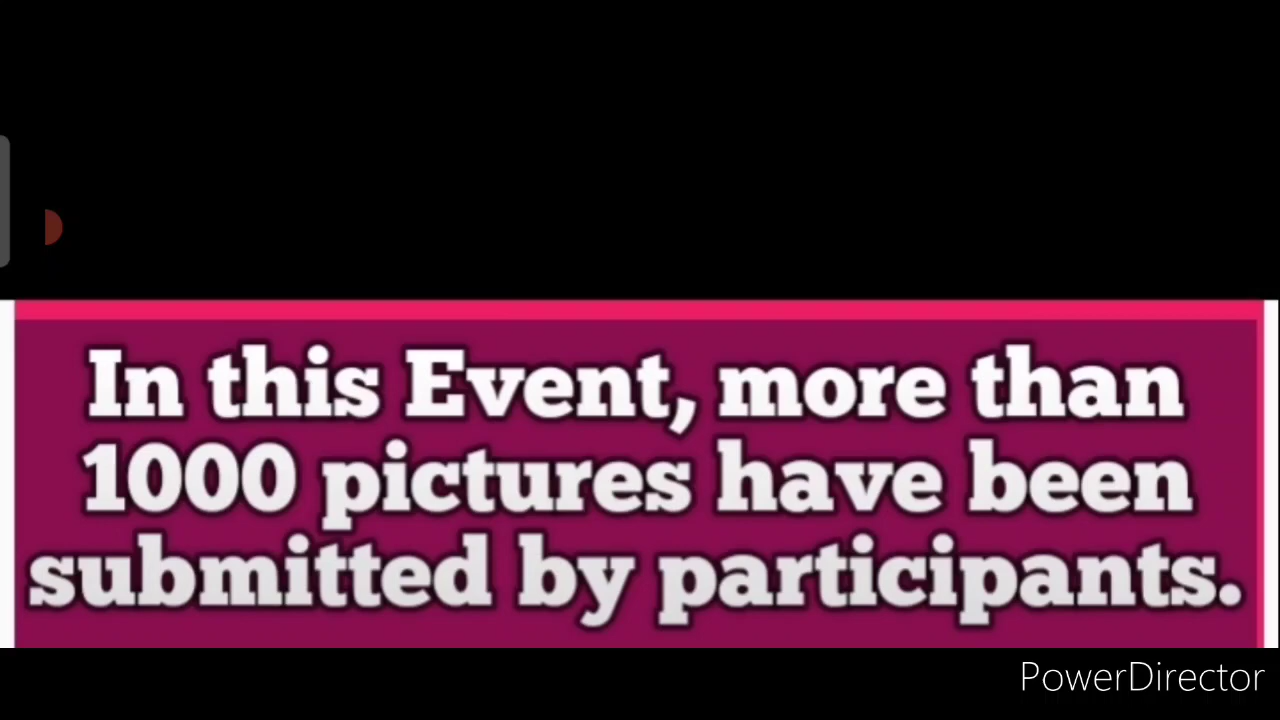 In this Event, more than
1000 pictures have been
submitted by participants.
PowerDirector